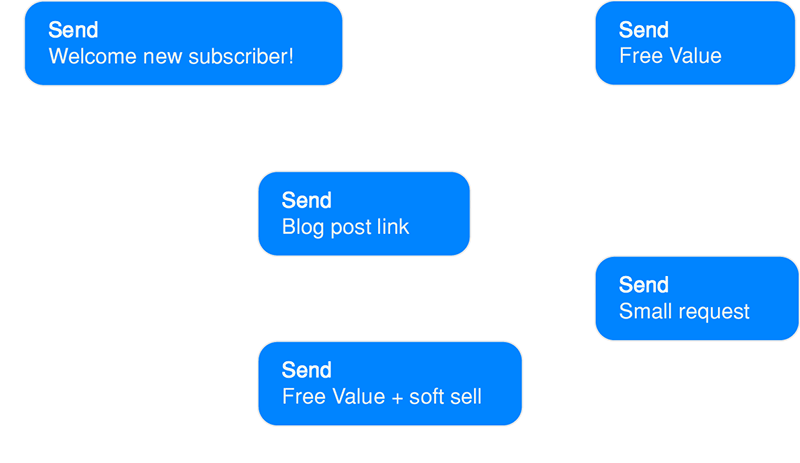 Send
Welcome new subscriber!
Send
Free Value
Send
Blog post link
Send
Small request
Send
Free Value + soft sell